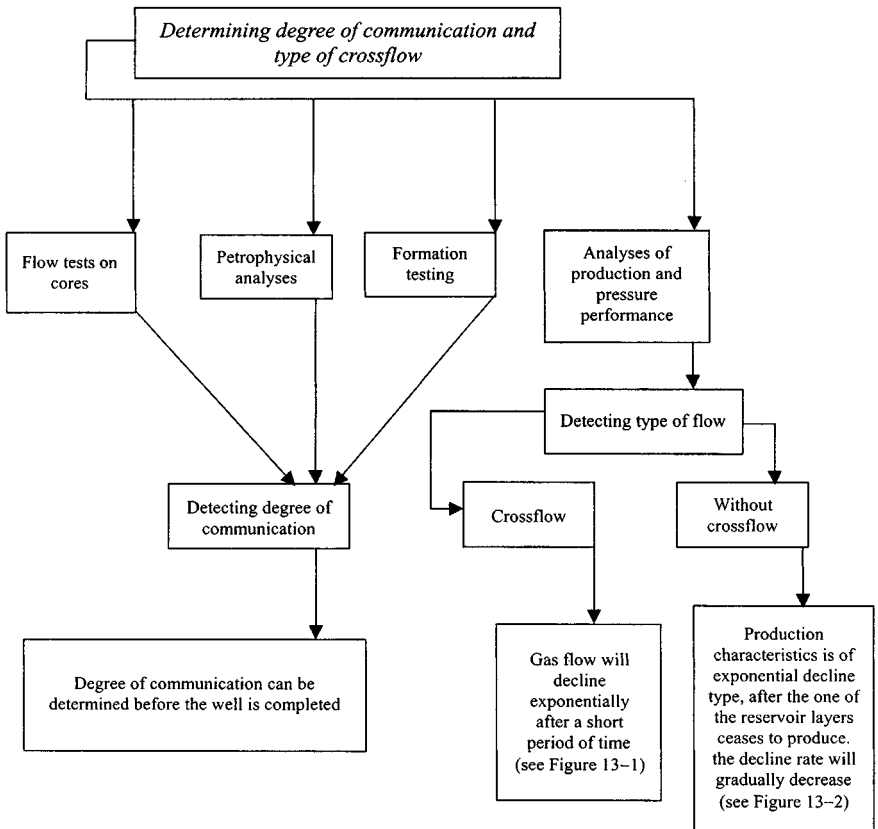 Determining degree of communication and
type of crossflow
Flow tests on
cores
Petrophysical
analyses
Formation
testing
Analyses of
production and
pressure
performance
Detecting type of flow
Detecting degree of
communication
Crossflow
Without
crossflow
Degree of communication can be
determined before the well is completed
Gas flow will
decline
exponentially
after a short
period of time
(see Figure 13–1)
Production
characteristics is of
exponential decline
type, after the one of
the reservoir layers
ceases to produce.
the decline rate will
gradually decrease
(see Figure 13–2)